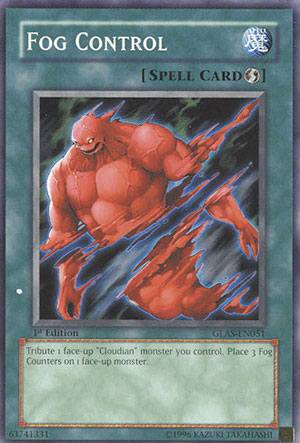 FOG CONTROL
魔
[SPELL CARD]
1st Edition
GLAS-EN051
Tribute 1 face-up "Cloudian" monster you control. Place 3 Fog
Counters on 1 face-up monster.
63741331
©1996 KAZUKI TAKAHASHI